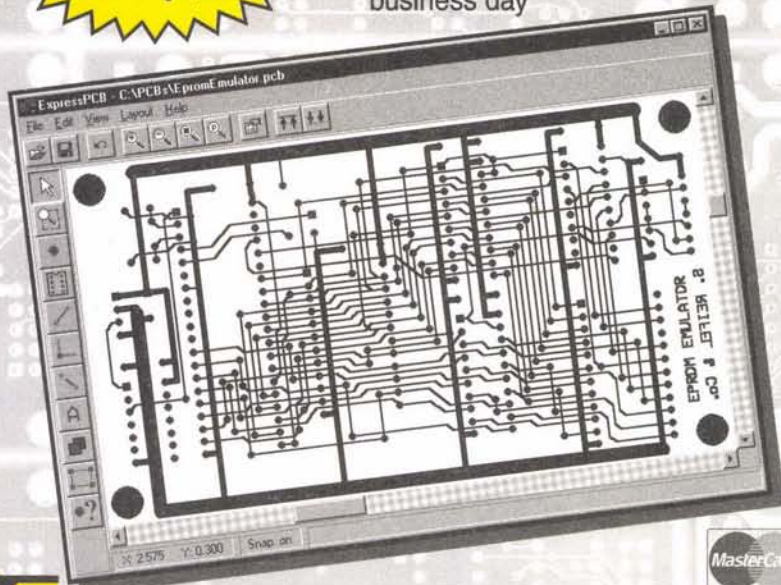 business day
ExpressPCB - C:\PCBs\EpromEmulator.pcb
File Edit View Layout Help
EPROM EMULATOR
S. REIFEL & CO.
X: 2.575 Y: 0.300 Snap on